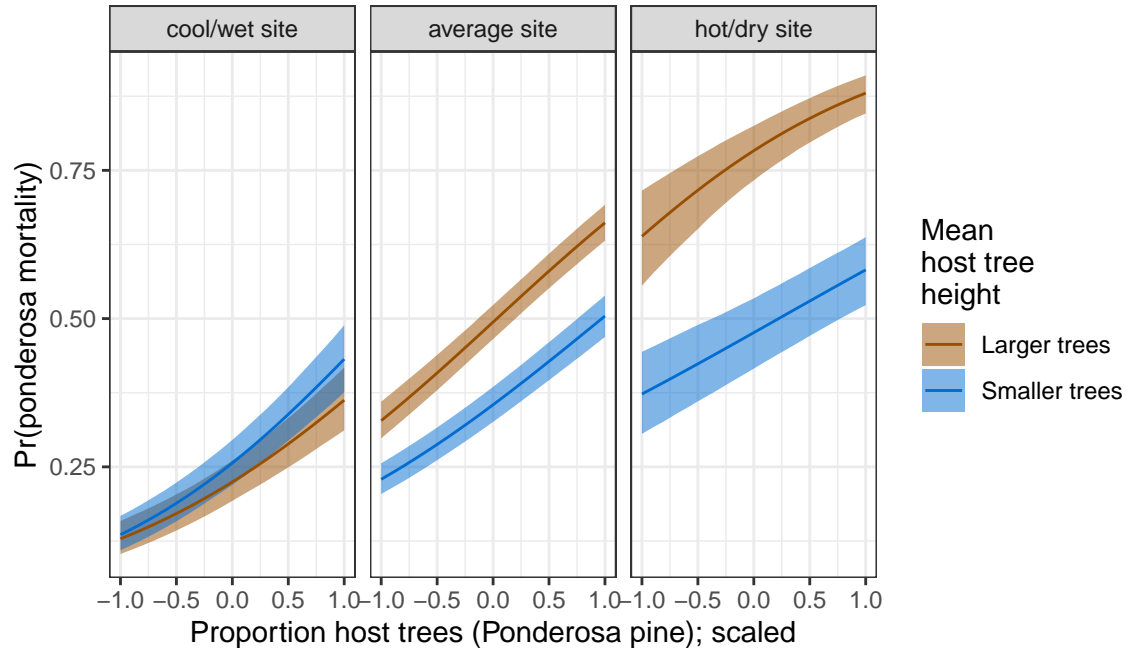 cool/wet site
average site
hot/dry site
Pr(ponderosa mortality)
0.75
0.50
0.25
−1.0 −0.5 0.0 0.5 1.0
−1.0 −0.5 0.0 0.5 1.0
−1.0 −0.5 0.0 0.5 1.0
Proportion host trees (Ponderosa pine); scaled
Mean
host tree
height
Larger trees
Smaller trees